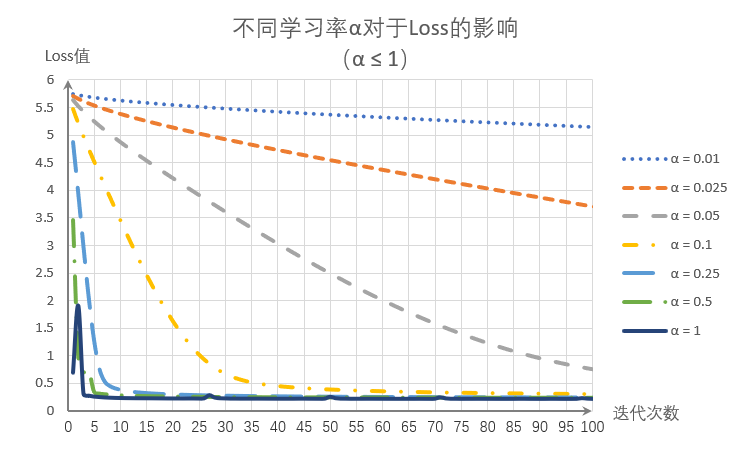 不同学习率α对于Loss的影响
（α ≤ 1）
Loss值
6
5.5
5
4.5
4
3.5
3
2.5
2
1.5
1
0.5
0
0 5 10 15 20 25 30 35 40 45 50 55 60 65 70 75 80 85 90 95 100
迭代次数
α = 0.01
α = 0.025
α = 0.05
α = 0.1
α = 0.25
α = 0.5
α = 1